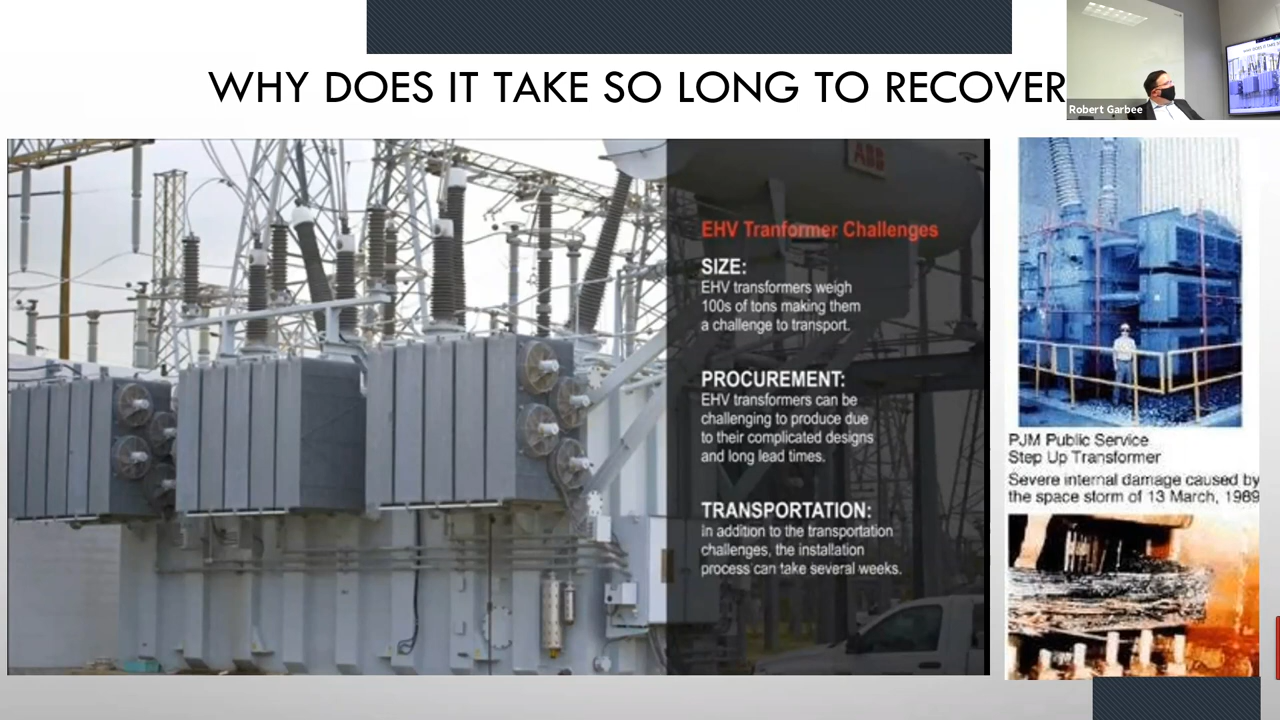 WHY DOES IT TAKE SO LONG TO RECOVER
Robert Garbee
ABB
EHV Tranformer Challenges
SIZE:
EHV transformers weigh
100s of tons making them
a challenge to transport.
PROCUREMENT:
EHV transformers can be
challenging to produce due
to their complicated designs
and long lead times.
TRANSPORTATION:
In addition to the transportation
challenges, the installation
process can take several weeks.
PJM Public Service
Step Up Transformer
Severe internal damage caused by
the space storm of 13 March, 1989